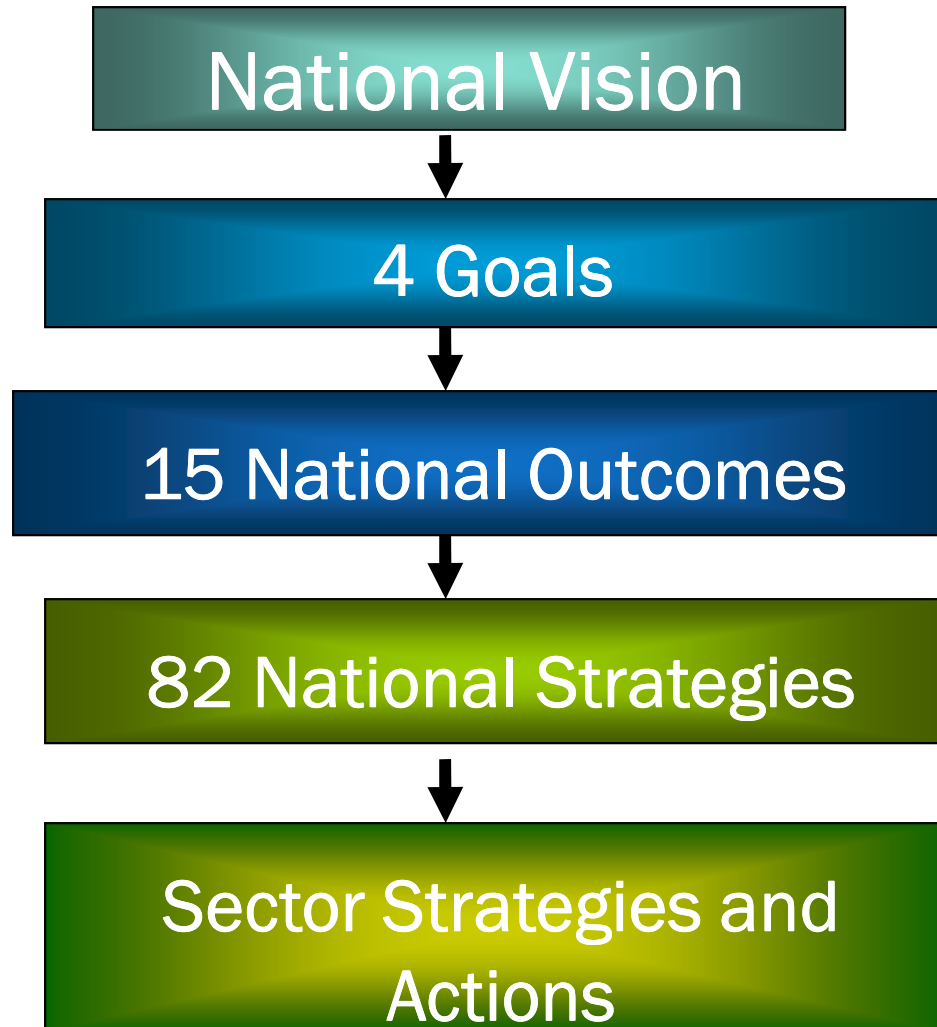 National Vision
4 Goals
15 National Outcomes
82 National Strategies
Sector Strategies and
Actions